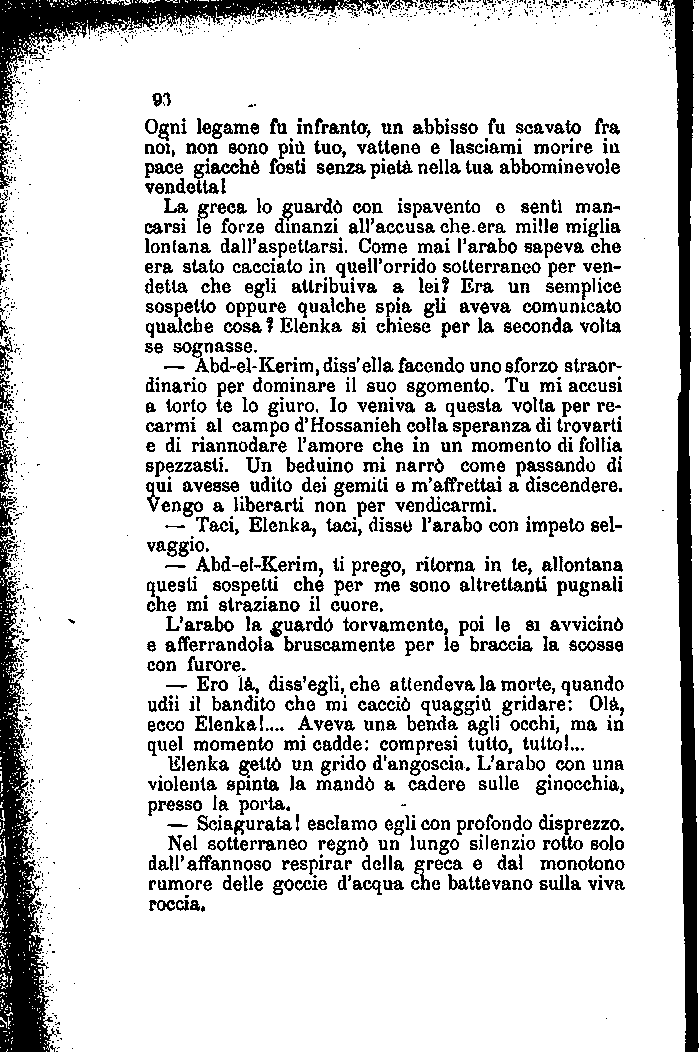 93
Ogni legame fu infranto, un abbisso fu scavato fra
noi, non sono più tuo, vattene e lasciami morire in
pace giacchè fosti senza pietà nella tua abbominevole
vendetta!
La greca lo guardò con ispavento e sentì man-
carsi le forze dinanzi all'accusa che era mille miglia
lontana dall'aspettarsi. Come mai l'arabo sapeva che
era stato cacciato in quell'orrido sotterraneo per ven-
detta che egli attribuiva a lei? Era un semplice
sospetto oppure qualche spia gli aveva comunicato
qualche cosa? Elenka si chiese per la seconda volta
se sognasse.
— Abd-el-Kerim, diss'ella facendo uno sforzo straor-
dinario per dominare il suo sgomento. Tu mi accusi
a torto te lo giuro. Io veniva a questa volta per re-
carmi al campo d'Hossanieh colla speranza di trovarti
e di riannodare l'amore che in un momento di follia
spezzasti. Un beduino mi narrò come passando di
qui avesse udito dei gemiti e m'affrettai a discendere.
Vengo a liberarti non per vendicarmi.
— Taci, Elenka, taci, disse l'arabo con impeto sel-
vaggio.
— Abd-el-Kerim, ti prego, ritorna in te, allontana
questi sospetti che per me sono altrettanti pugnali
che mi straziano il cuore.
L'arabo la guardò torvamente, poi le si avvicinò
e afferrandola bruscamente per le braccia la scosse
con furore.
— Ero là, diss'egli, che attendeva la morte, quando
udii il bandito che mi cacciò quaggiù gridare: Olà,
ecco Elenka!.... Aveva una benda agli occhi, ma in
quel momento mi cadde: compresi tutto, tutto!...
Elenka gettò un grido d'angoscia. L'arabo con una
violenta spinta la mandò a cadere sulle ginocchia,
presso la porta.
— Sciagurata! esclamo egli con profondo disprezzo.
Nel sotterraneo regnò un lungo silenzio rotto solo
dall'affannoso respirar della greca e dal monotono
rumore delle goccie d'acqua che battevano sulla viva
roccia.